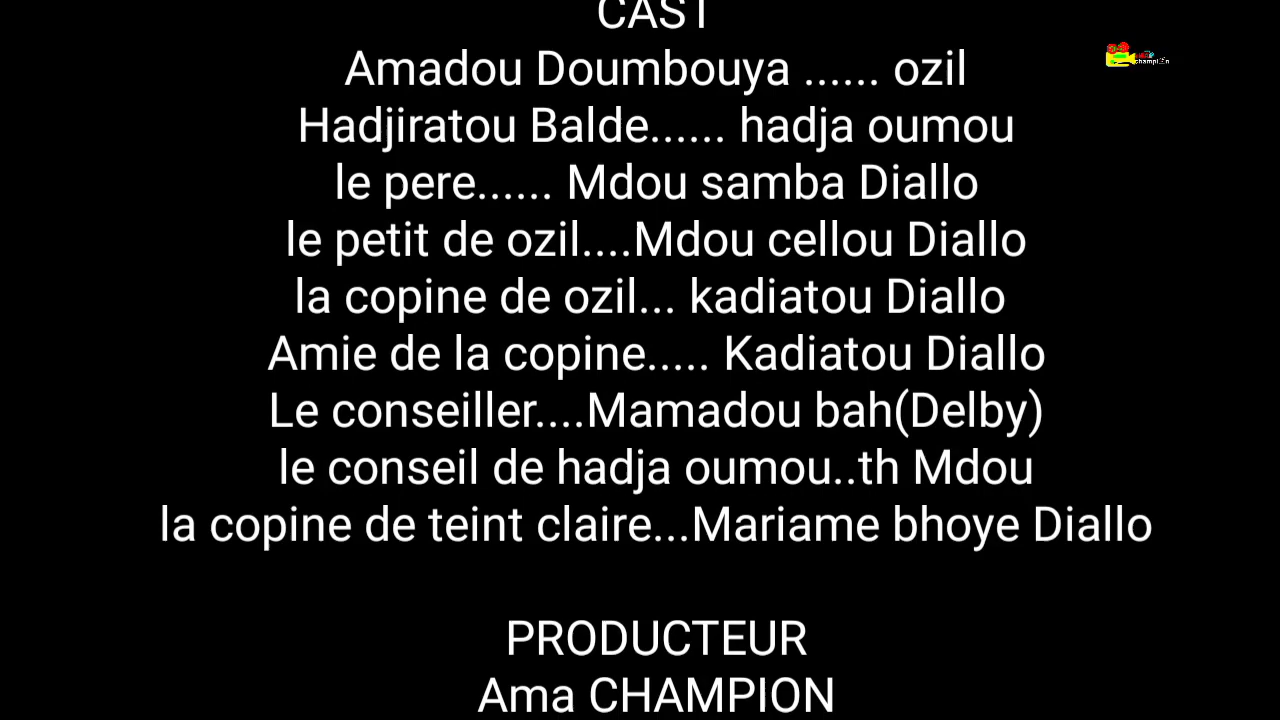 CAST
Amadou Doumbouya ...... ozil
Hadjiratou Balde...... hadja oumou
le pere...... Mdou samba Diallo
le petit de ozil....Mdou cellou Diallo
la copine de ozil... kadiatou Diallo
Amie de la copine..... Kadiatou Diallo
Le conseiller....Mamadou bah(Delby)
le conseil de hadja oumou..th Mdou
la copine de teint claire...Mariame bhoye Diallo
PRODUCTEUR
Ama CHAMPION
champion